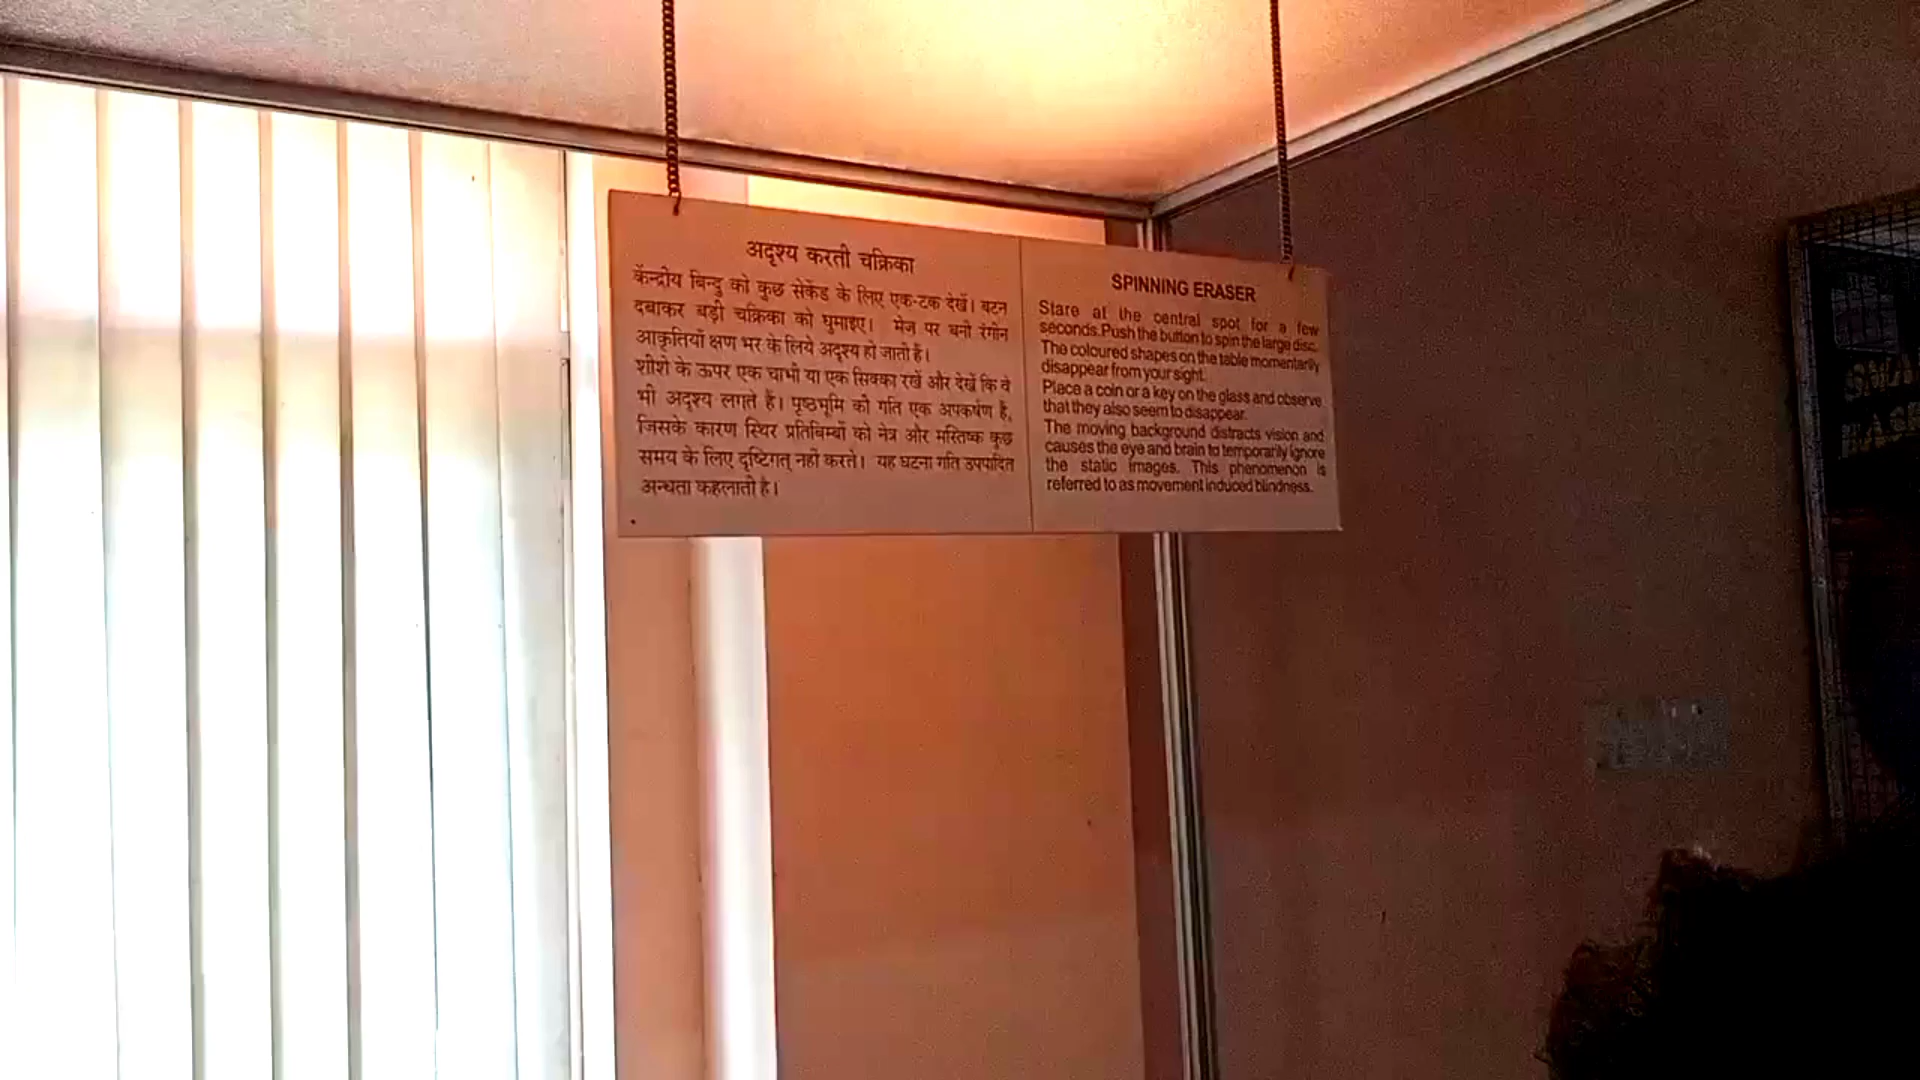 अदृश्य करती चक्रिका
केंन्द्रीय बिन्दु को कुछ सेकेंड के लिए एक-टक देखें। बटन
दबाकर बड़ी चक्रिका को घुमाइए। मेज पर बनी रंगीन
आकृतियाँ क्षण भर के लिये अदृश्य हो जाती हैं।
शीशे के ऊपर एक चाभी या एक सिक्का रखें और देखें कि वे
भी अदृश्य लगते हैं। पृष्ठभूमि की गति एक अपकर्षण है,
जिसके कारण स्थिर प्रतिबिम्बों को नेत्र और मस्तिष्क कुछ
समय के लिए दृष्टिगत् नहीं करते। यह घटना गति उपपादित
अन्धता कहलाती है।
SPINNING ERASER
Stare at the central spot for a few
seconds.Push the button to spin the large disc.
The coloured shapes on the table momentarily
disappear from your sight.
Place a coin or a key on the glass and observe
that they also seem to disappear.
The moving background distracts vision and
causes the eye and brain to temporarily ignore
the static images. This phenomenon is
referred to as movement induced blindness.